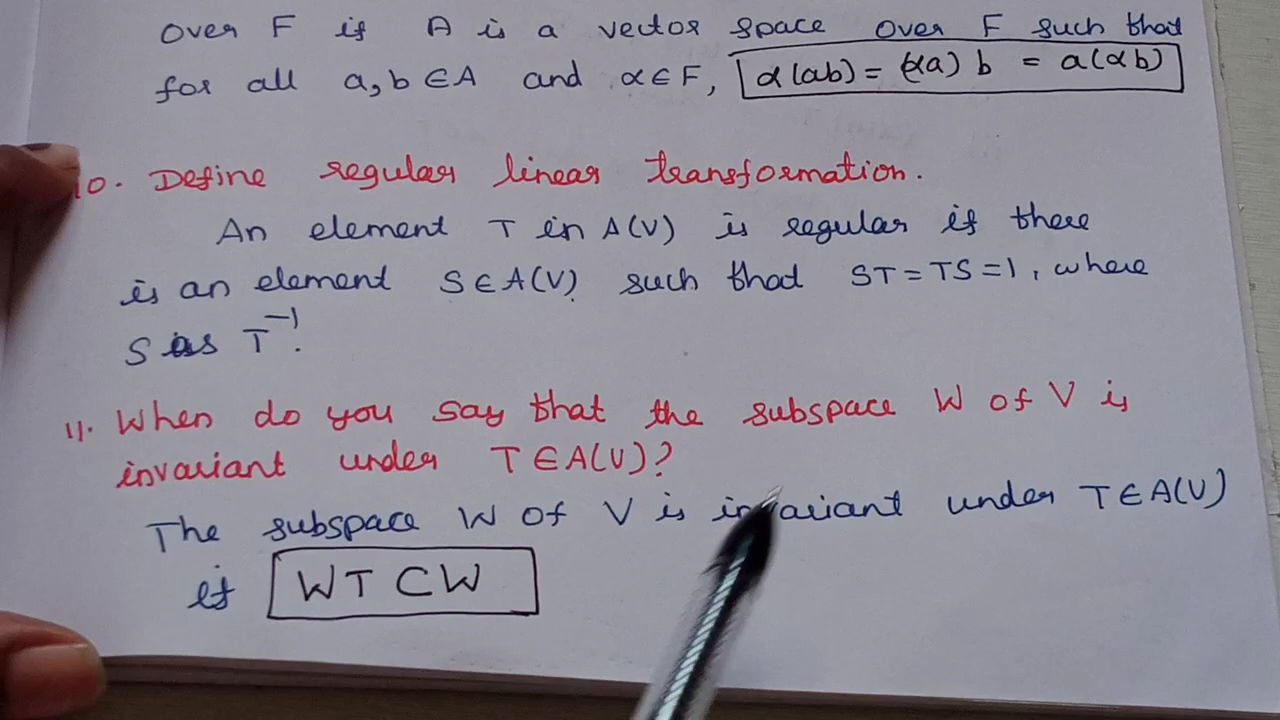 over F if A is a vector space over F such that
for all a, b ∈ A and α ∈ F, α(ab) = (αa) b = a(αb)
10. Define regular linear transformation.
An element T in A(V) is regular if there
is an element S ∈ A(V) such that ST = TS = 1, where
S is T⁻¹.
11. When do you say that the subspace W of V is
invariant under T ∈ A(V)?
The subspace W of V is invariant under T ∈ A(V)
if WT ⊂ W